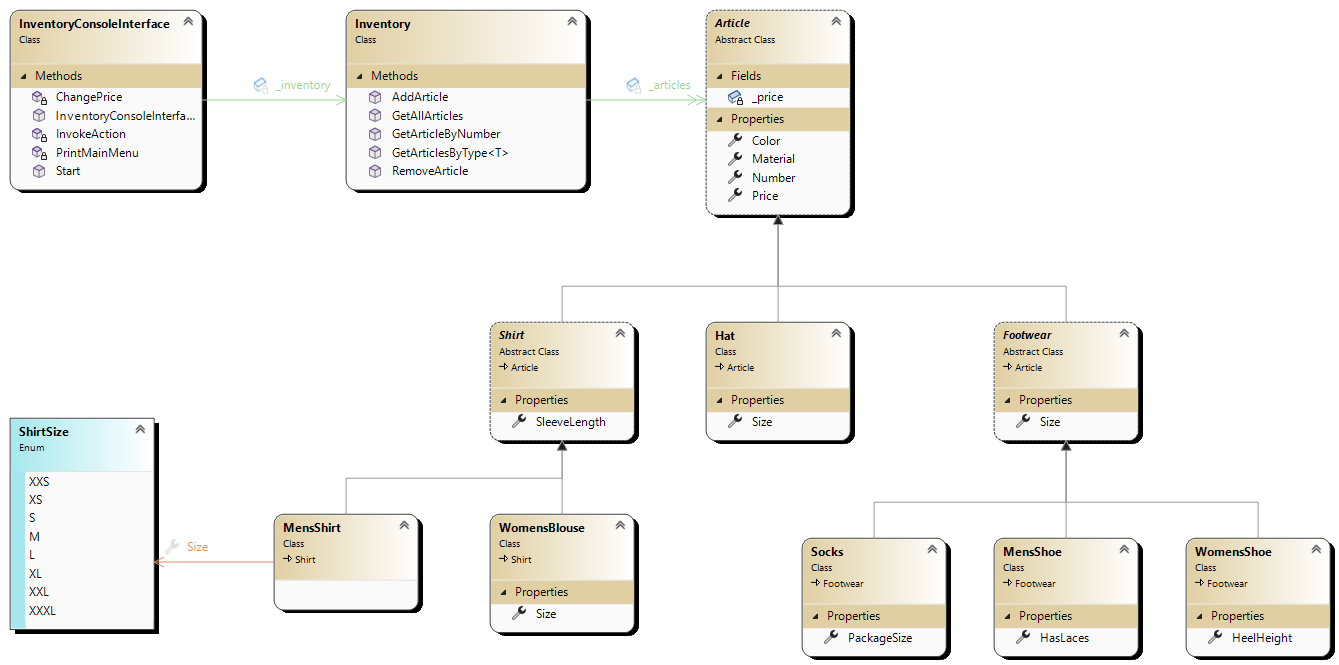 InventoryConsoleInterface
Class
Methods
ChangePrice
InventoryConsoleInterfa...
InvokeAction
PrintMainMenu
Start
_inventory
Inventory
Class
Methods
AddArticle
GetAllArticles
GetArticleByNumber
GetArticlesByType<T>
RemoveArticle
_articles
Article
Abstract Class
Fields
_price
Properties
Color
Material
Number
Price
Shirt
Abstract Class
Article
Properties
SleeveLength
Hat
Class
Article
Properties
Size
Footwear
Abstract Class
Article
Properties
Size
ShirtSize
Enum
XXS
XS
S
M
L
XL
XXL
XXXL
Size
MensShirt
Class
Shirt
WomensBlouse
Class
Shirt
Properties
Size
Socks
Class
Footwear
Properties
PackageSize
MensShoe
Class
Footwear
Properties
HasLaces
WomensShoe
Class
Footwear
Properties
HeelHeight